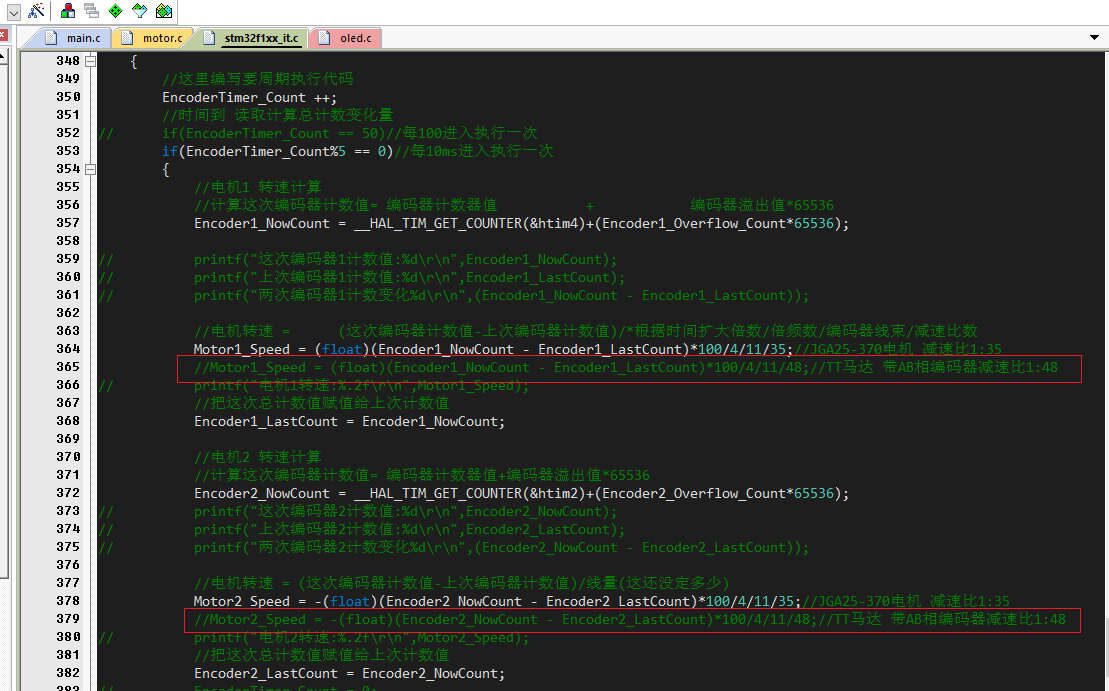 main.c motor.c stm32f1xx_it.c oled.c
348 {
349 //这里编写要周期执行代码
350 EncoderTimer_Count ++;
351 //时间到 读取计算总计数变化量
352 // if(EncoderTimer_Count == 50)//每100进入执行一次
353 if(EncoderTimer_Count%5 == 0)//每10ms进入执行一次
354 {
355 //电机1 转速计算
356 //计算这次编码器计数值= 编码器计数器值 + 编码器溢出值*65536
357 Encoder1_NowCount = __HAL_TIM_GET_COUNTER(&htim4)+(Encoder1_Overflow_Count*65536);
358
359 // printf("这次编码器1计数值:%d\r\n",Encoder1_NowCount);
360 // printf("上次编码器1计数值:%d\r\n",Encoder1_LastCount);
361 // printf("两次编码器1计数变化%d\r\n",(Encoder1_NowCount - Encoder1_LastCount));
362
363 //电机转速 = (这次编码器计数值-上次编码器计数值)/*根据时间扩大倍数/倍频数/编码器线束/减速比数
364 Motor1_Speed = (float)(Encoder1_NowCount - Encoder1_LastCount)*100/4/11/35;//JGA25-370电机 减速比1:35
365 //Motor1_Speed = (float)(Encoder1_NowCount - Encoder1_LastCount)*100/4/11/48;//TT马达 带AB相编码器减速比1:48
366 // printf("电机1转速:%.2f\r\n",Motor1_Speed);
367 //把这次总计数值赋值给上次计数值
368 Encoder1_LastCount = Encoder1_NowCount;
369
370 //电机2 转速计算
371 //计算这次编码器计数值= 编码器计数器值+编码器溢出值*65536
372 Encoder2_NowCount = __HAL_TIM_GET_COUNTER(&htim2)+(Encoder2_Overflow_Count*65536);
373 // printf("这次编码器2计数值:%d\r\n",Encoder2_NowCount);
374 // printf("上次编码器2计数值:%d\r\n",Encoder2_LastCount);
375 // printf("两次编码器2计数变化%d\r\n",(Encoder2_NowCount - Encoder2_LastCount));
376
377 //电机转速 = (这次编码器计数值-上次编码器计数值)/线量(这还没定多少)
378 Motor2_Speed = -(float)(Encoder2_NowCount - Encoder2_LastCount)*100/4/11/35;//JGA25-370电机 减速比1:35
379 //Motor2_Speed = -(float)(Encoder2_NowCount - Encoder2_LastCount)*100/4/11/48;//TT马达 带AB相编码器减速比1:48
380 // printf("电机2转速:%.2f\r\n",Motor2_Speed);
381 //把这次总计数值赋值给上次计数值
382 Encoder2_LastCount = Encoder2_NowCount;
383 // EncoderTimer_Count = 0;